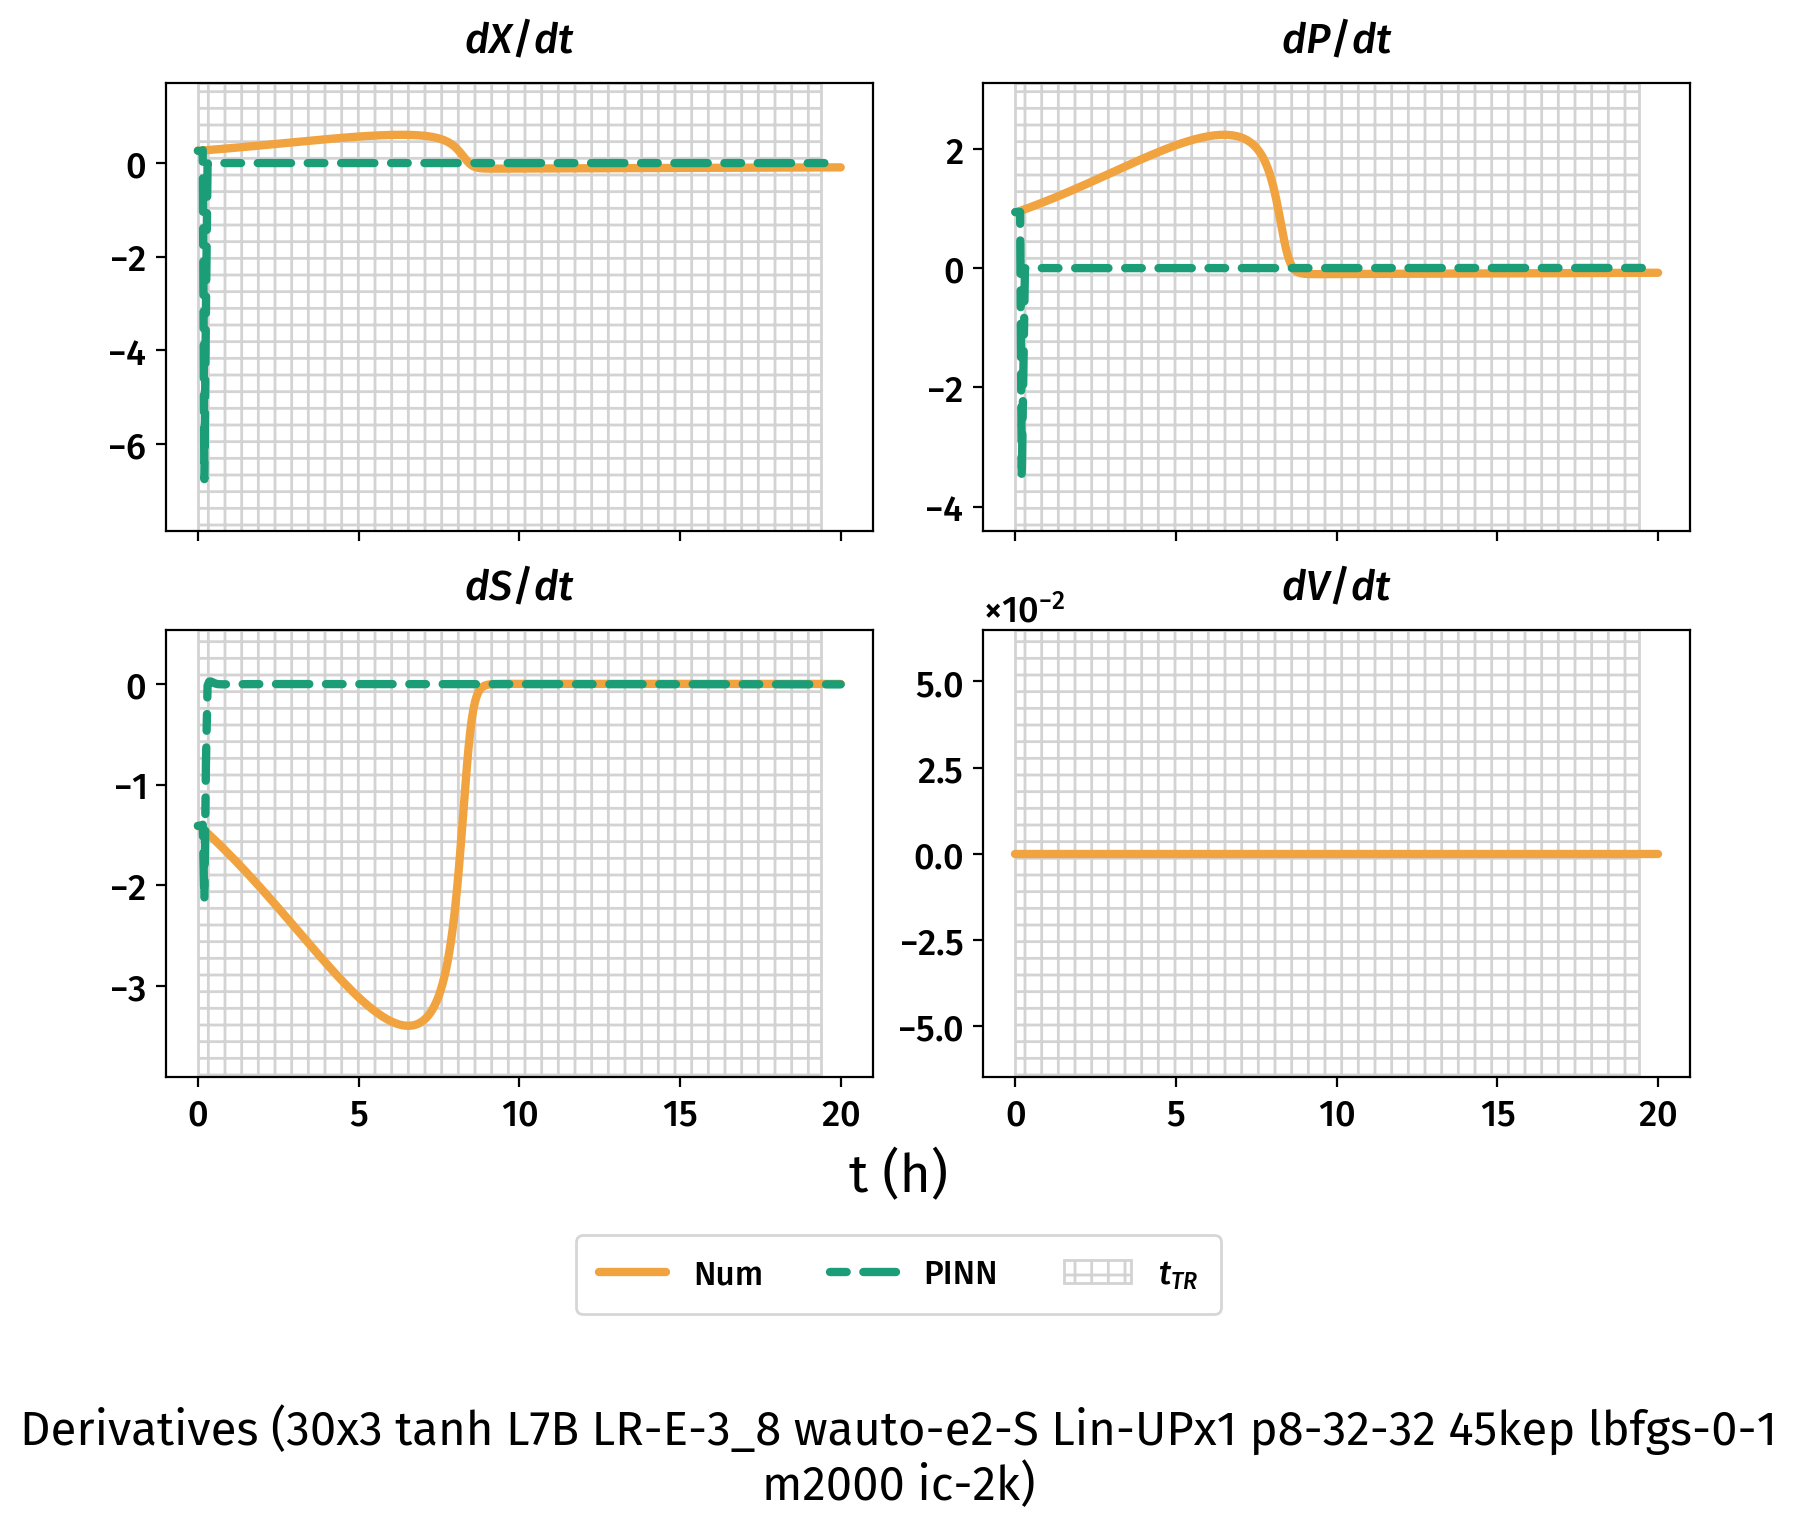 dX/dt
dP/dt
0
−2
−4
−6
2
0
−2
−4
dS/dt
dV/dt
×10⁻²
0
−1
−2
−3
5.0
2.5
0.0
−2.5
−5.0
0 5 10 15 20
0 5 10 15 20
t (h)
Num PINN t_TR
Derivatives (30x3 tanh L7B LR-E-3_8 wauto-e2-S Lin-UPx1 p8-32-32 45kep lbfgs-0-1
m2000 ic-2k)